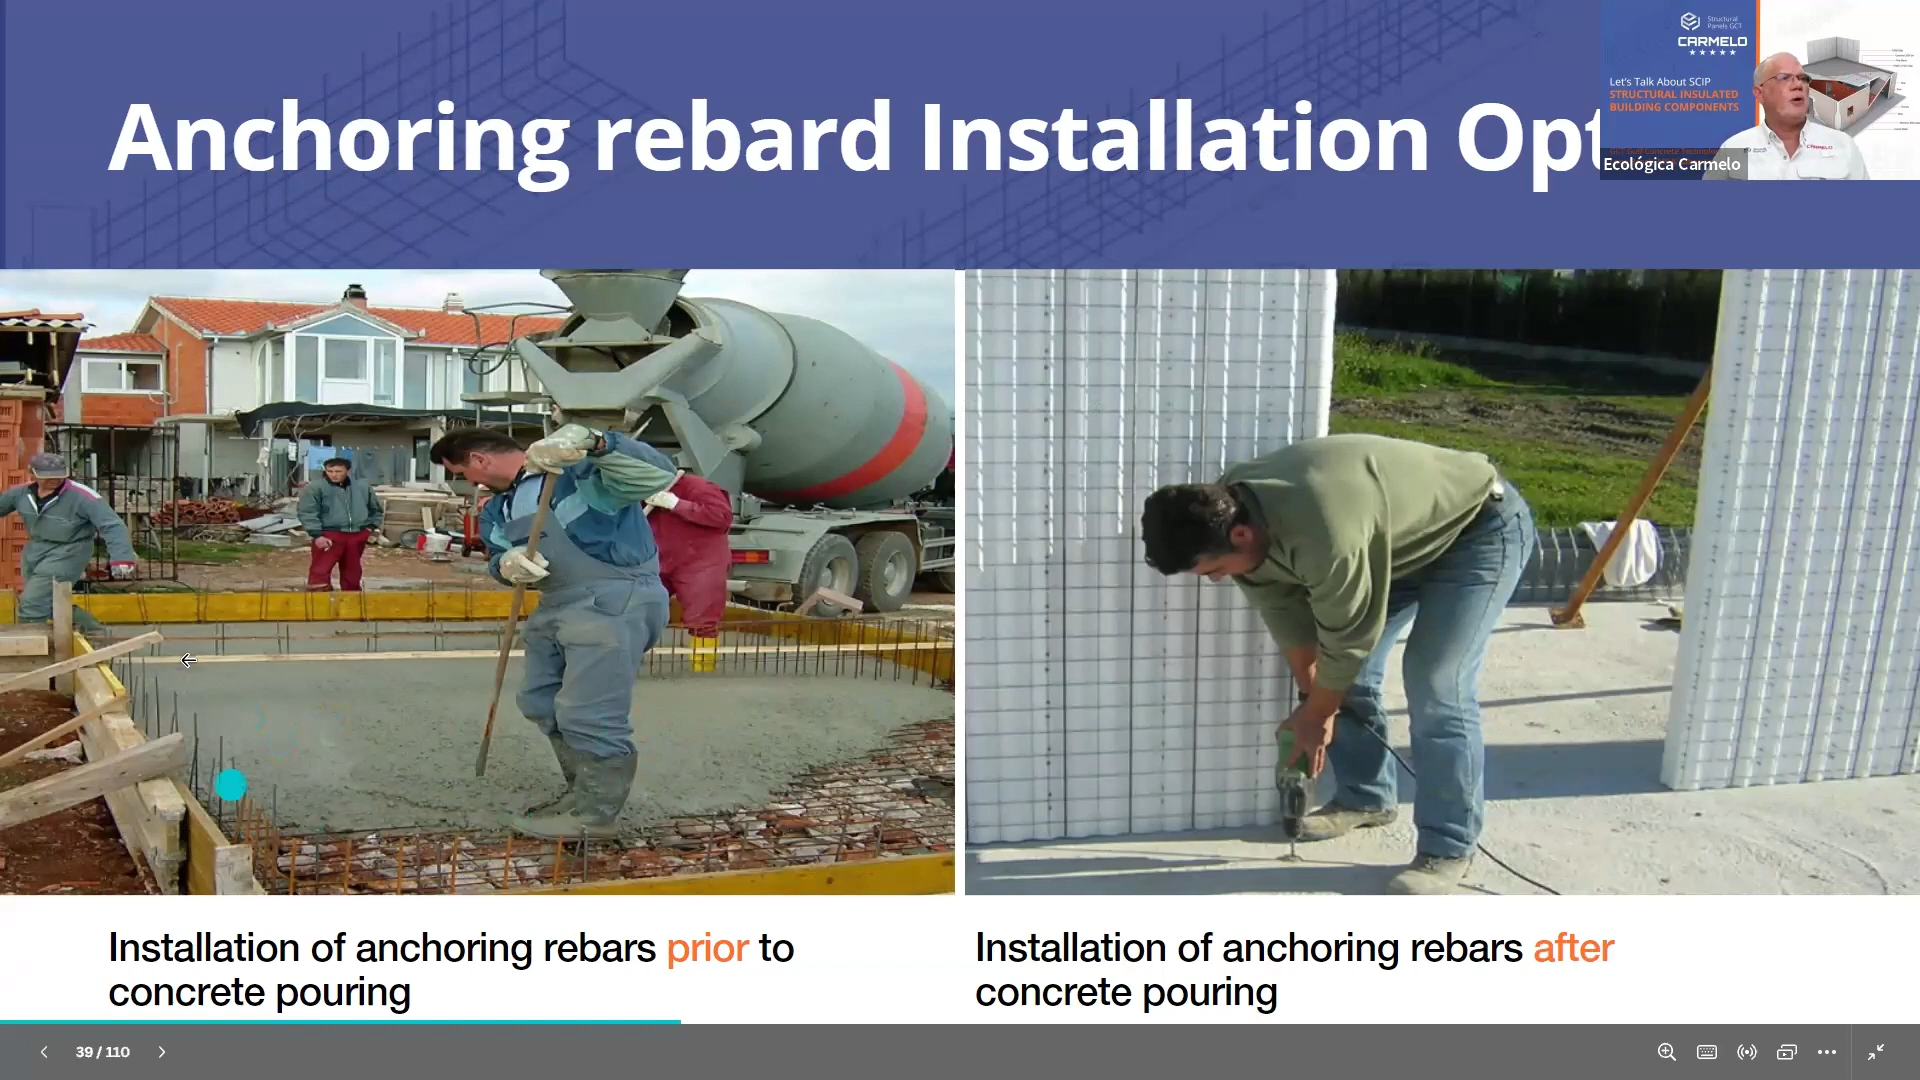 Anchoring rebard Installation Opt
Structural
Panels GCT
CARMELO
Let's Talk About SCIP
STRUCTURAL INSULATED
BUILDING COMPONENTS
Ecológica Carmelo
Installation of anchoring rebars prior to
concrete pouring
Installation of anchoring rebars after
concrete pouring
39 / 110